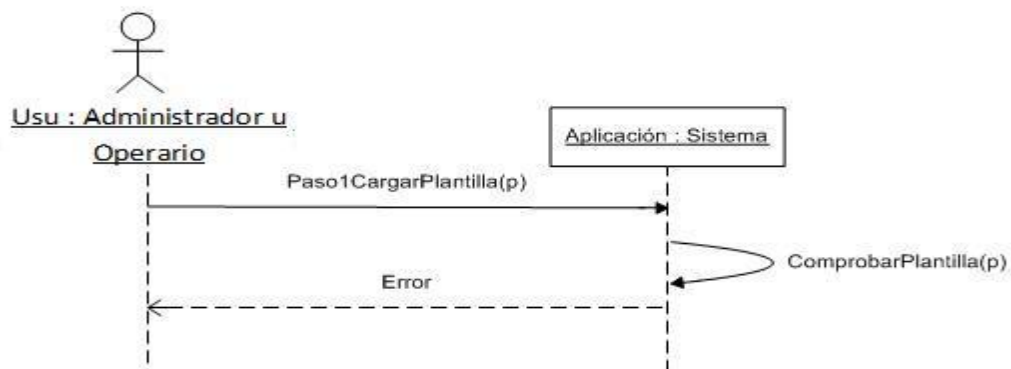 Usu : Administrador u
Operario
Aplicación : Sistema
Paso1CargarPlantilla(p)
ComprobarPlantilla(p)
Error